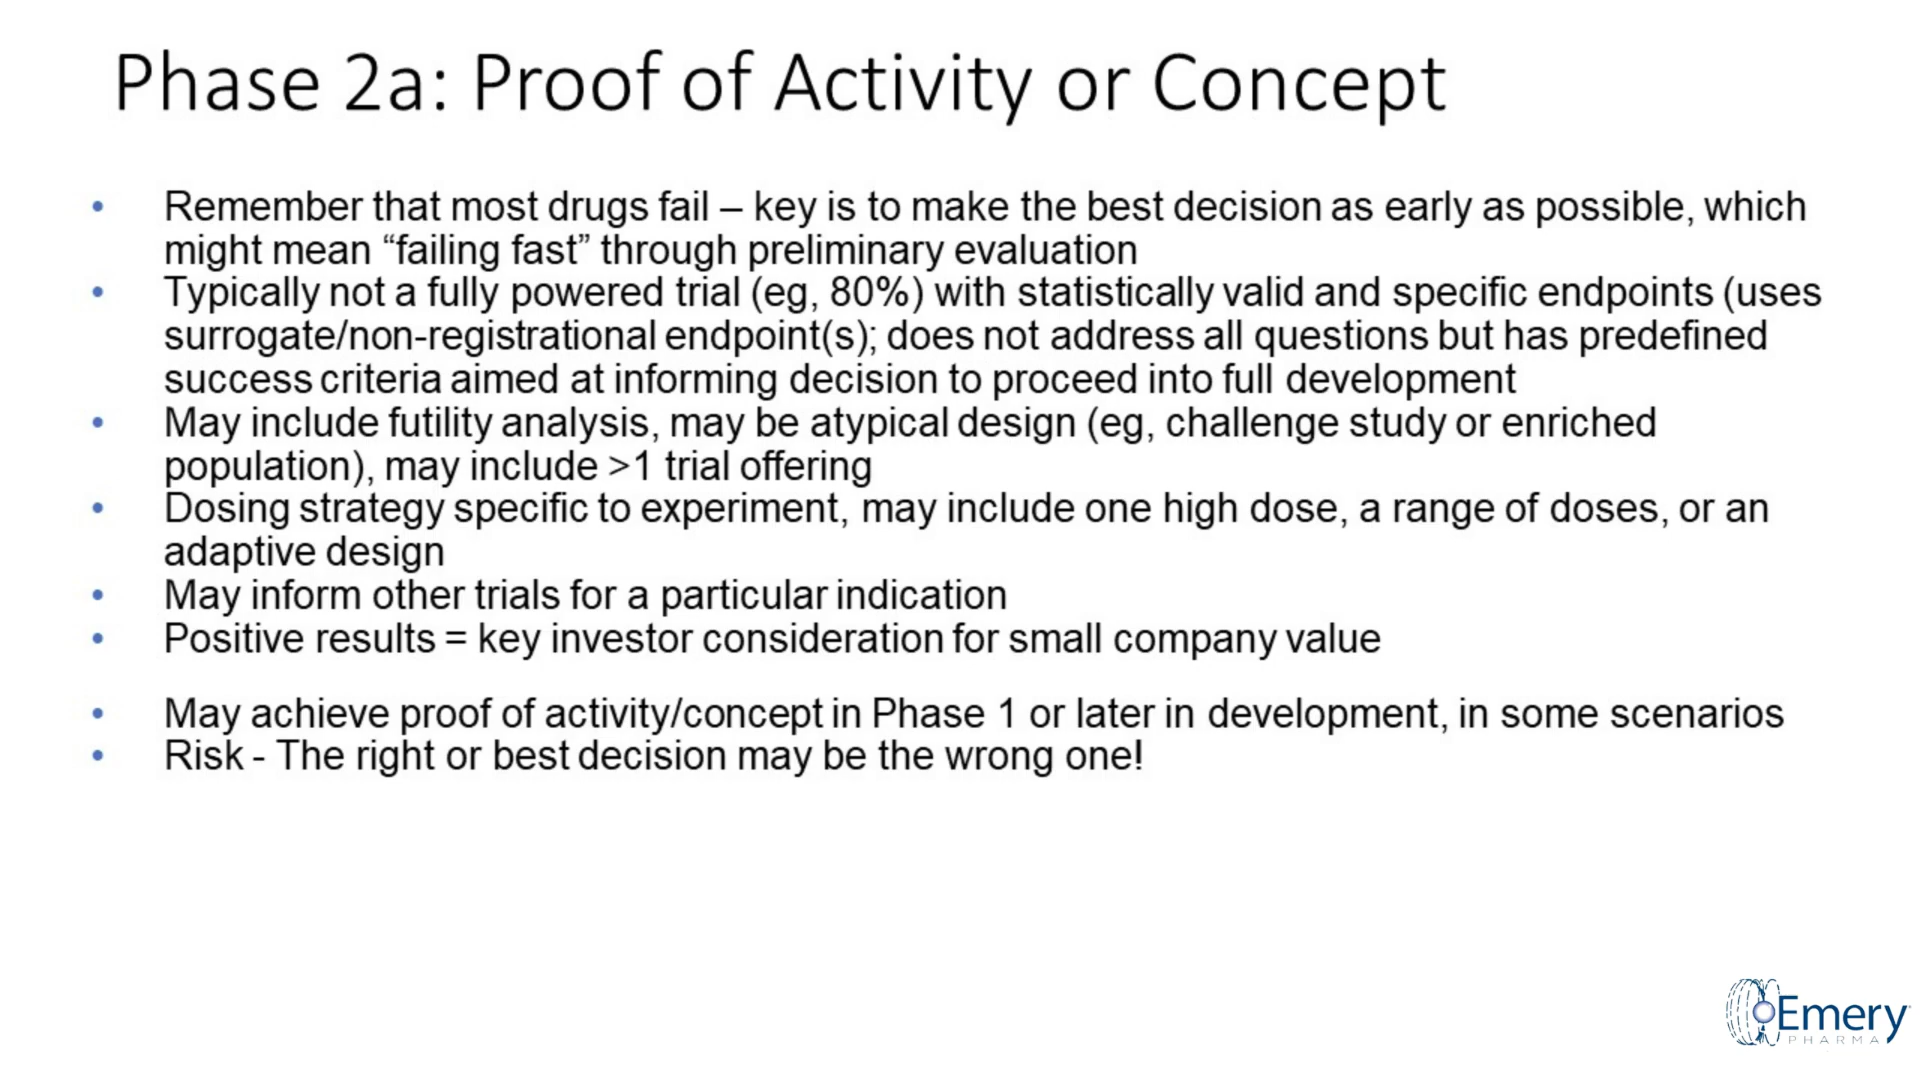 Phase 2a: Proof of Activity or Concept
• Remember that most drugs fail – key is to make the best decision as early as possible, which
might mean “failing fast” through preliminary evaluation
• Typically not a fully powered trial (eg, 80%) with statistically valid and specific endpoints (uses
surrogate/non-registrational endpoint(s); does not address all questions but has predefined
success criteria aimed at informing decision to proceed into full development
• May include futility analysis, may be atypical design (eg, challenge study or enriched
population), may include >1 trial offering
• Dosing strategy specific to experiment, may include one high dose, a range of doses, or an
adaptive design
• May inform other trials for a particular indication
• Positive results = key investor consideration for small company value
• May achieve proof of activity/concept in Phase 1 or later in development, in some scenarios
• Risk - The right or best decision may be the wrong one!
Emery
PHARMA